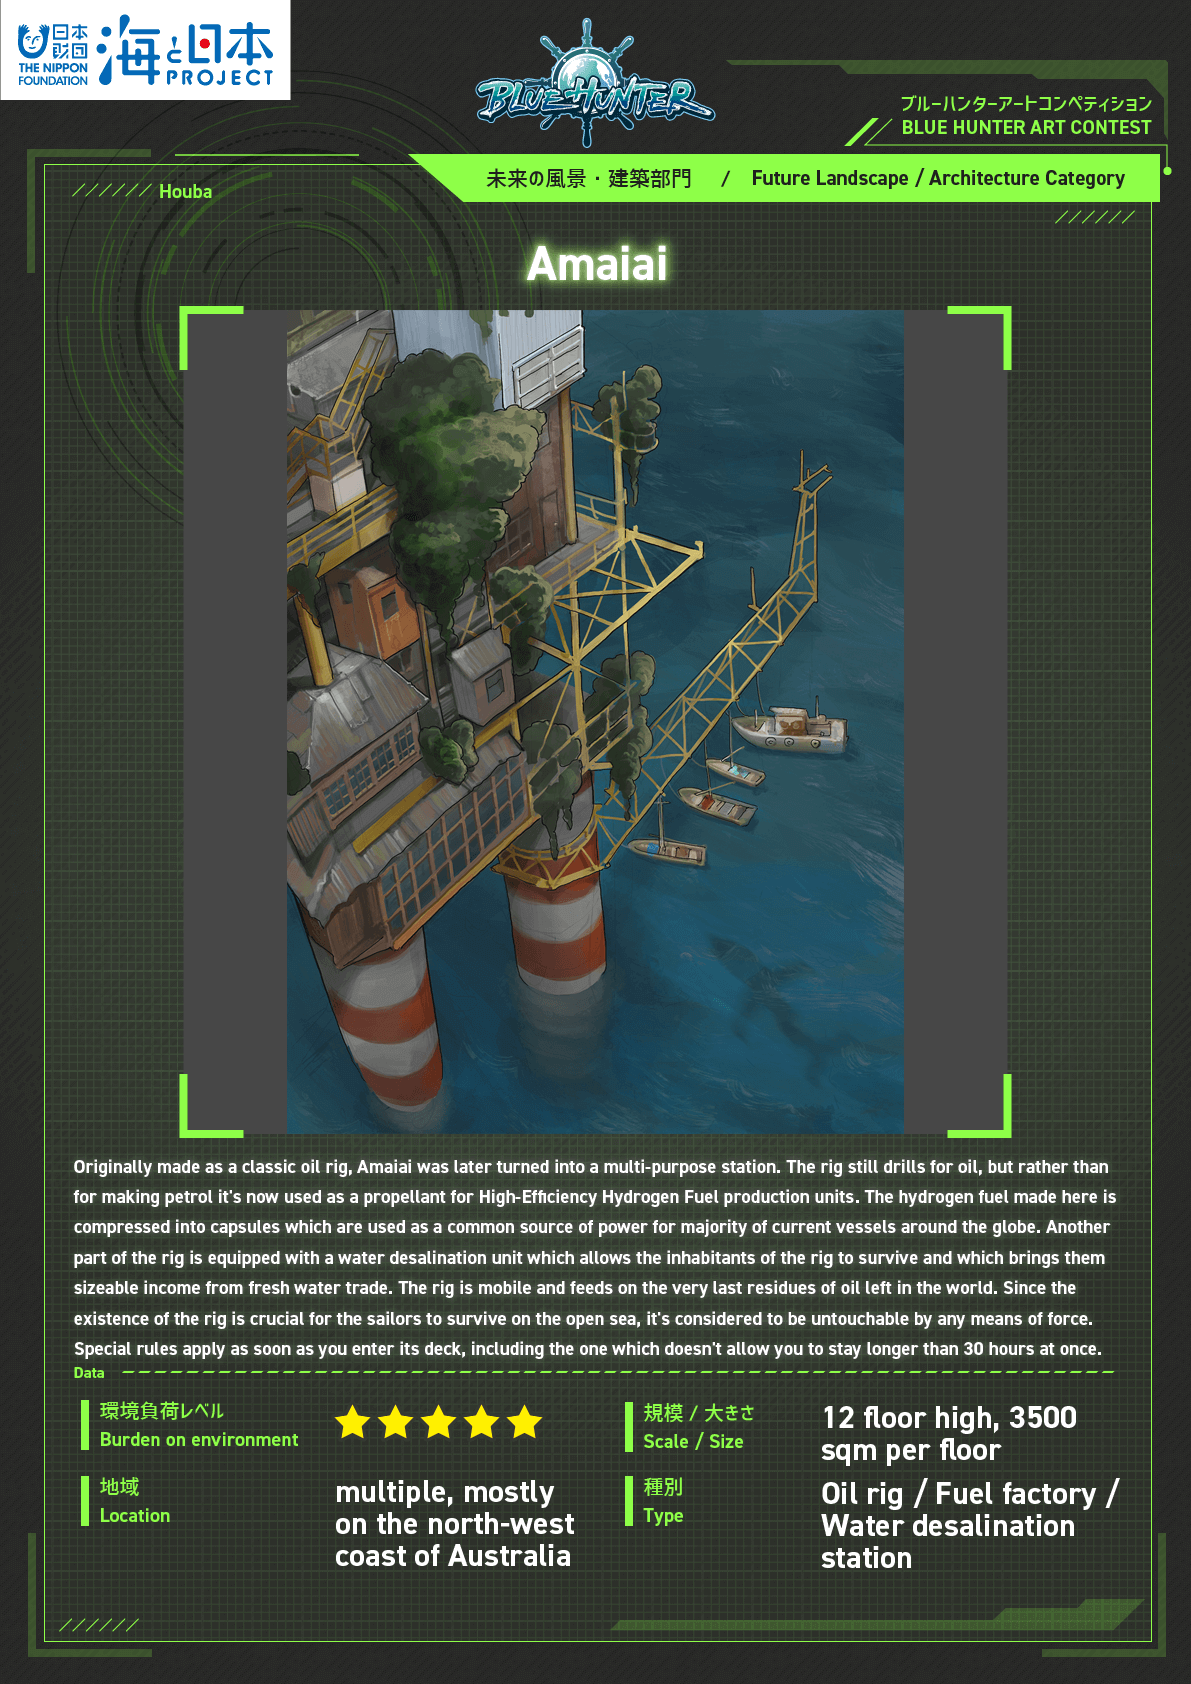 日本
財団
THE NIPPON
FOUNDATION
海と日本
PROJECT
BLUE HUNTER
ブルーハンターアートコンペティション
BLUE HUNTER ART CONTEST
Houba
未来の風景・建築部門 / Future Landscape / Architecture Category
Amaiai
Originally made as a classic oil rig, Amaiai was later turned into a multi-purpose station. The rig still drills for oil, but rather than
for making petrol it's now used as a propellant for High-Efficiency Hydrogen Fuel production units. The hydrogen fuel made here is
compressed into capsules which are used as a common source of power for majority of current vessels around the globe. Another
part of the rig is equipped with a water desalination unit which allows the inhabitants of the rig to survive and which brings them
sizeable income from fresh water trade. The rig is mobile and feeds on the very last residues of oil left in the world. Since the
existence of the rig is crucial for the sailors to survive on the open sea, it's considered to be untouchable by any means of force.
Special rules apply as soon as you enter its deck, including the one which doesn't allow you to stay longer than 30 hours at once.
Data
環境負荷レベル
Burden on environment
規模 / 大きさ
Scale / Size
12 floor high, 3500
sqm per floor
地域
Location
multiple, mostly
on the north-west
coast of Australia
種別
Type
Oil rig / Fuel factory /
Water desalination
station